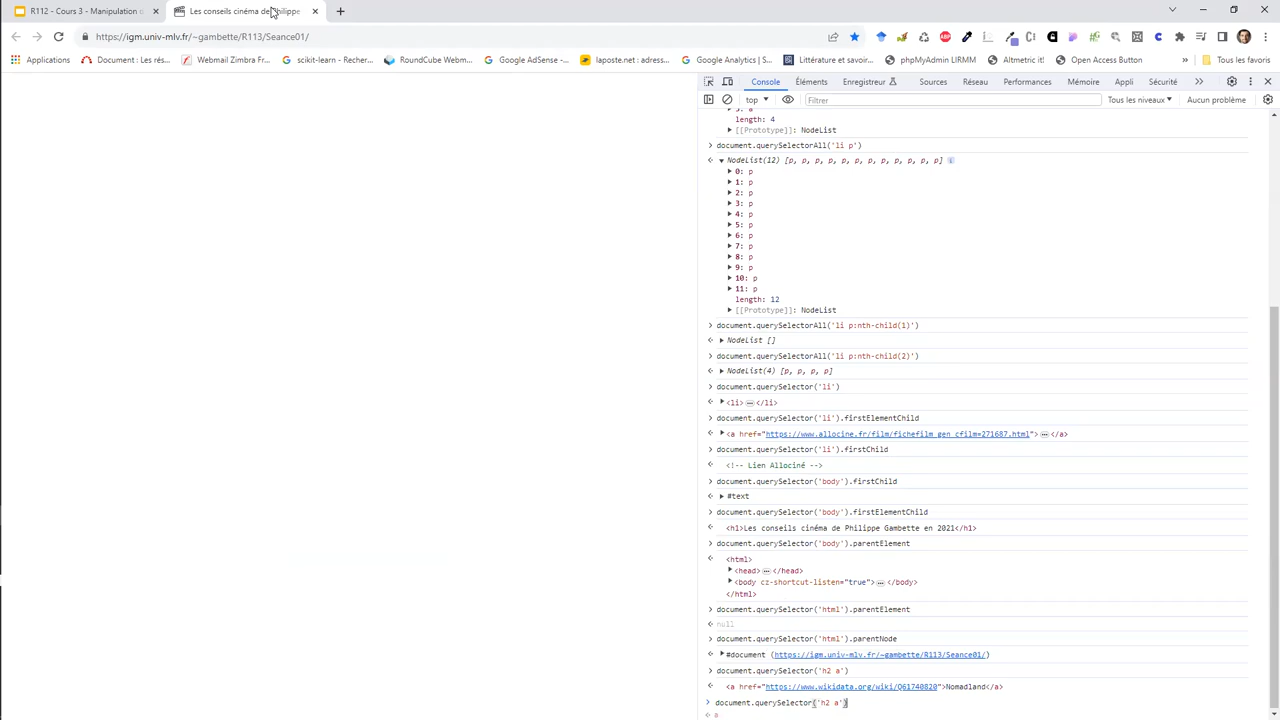 R112 - Cours 3 - Manipulation d
Les conseils cinéma de Philippe
https://igm.univ-mlv.fr/~gambette/R113/Seance01/
Applications
Document : Les rés...
Webmail Zimbra Fr...
scikit-learn - Recher...
RoundCube Webm...
Google AdSense -...
laposte.net : adress...
Google Analytics | S...
Littérature et savoir...
phpMyAdmin LIRMM
Altmetric it!
Open Access Button
»
Tous les favoris
Console
Éléments
Enregistreur
Sources
Réseau
Performances
Mémoire
Appli
Sécurité
»
top
Filtrer
Tous les niveaux
Aucun problème
3: a
length: 4
[[Prototype]]: NodeList
document.querySelectorAll('li p')
NodeList(12) [p, p, p, p, p, p, p, p, p, p, p, p]
0: p
1: p
2: p
3: p
4: p
5: p
6: p
7: p
8: p
9: p
10: p
11: p
length: 12
[[Prototype]]: NodeList
document.querySelectorAll('li p:nth-child(1)')
NodeList []
document.querySelectorAll('li p:nth-child(2)')
NodeList(4) [p, p, p, p]
document.querySelector('li')
<li>…</li>
document.querySelector('li').firstElementChild
<a href="https://www.allocine.fr/film/fichefilm_gen_cfilm=271687.html">…</a>
document.querySelector('li').firstChild
<!-- Lien Allociné -->
document.querySelector('body').firstChild
#text
document.querySelector('body').firstElementChild
<h1>Les conseils cinéma de Philippe Gambette en 2021</h1>
document.querySelector('body').parentElement
<html>
<head>…</head>
<body cz-shortcut-listen="true">…</body>
</html>
document.querySelector('html').parentElement
null
document.querySelector('html').parentNode
#document (https://igm.univ-mlv.fr/~gambette/R113/Seance01/)
document.querySelector('h2 a')
<a href="https://www.wikidata.org/wiki/Q61740820">Nomadland</a>
document.querySelector('h2 a')
a